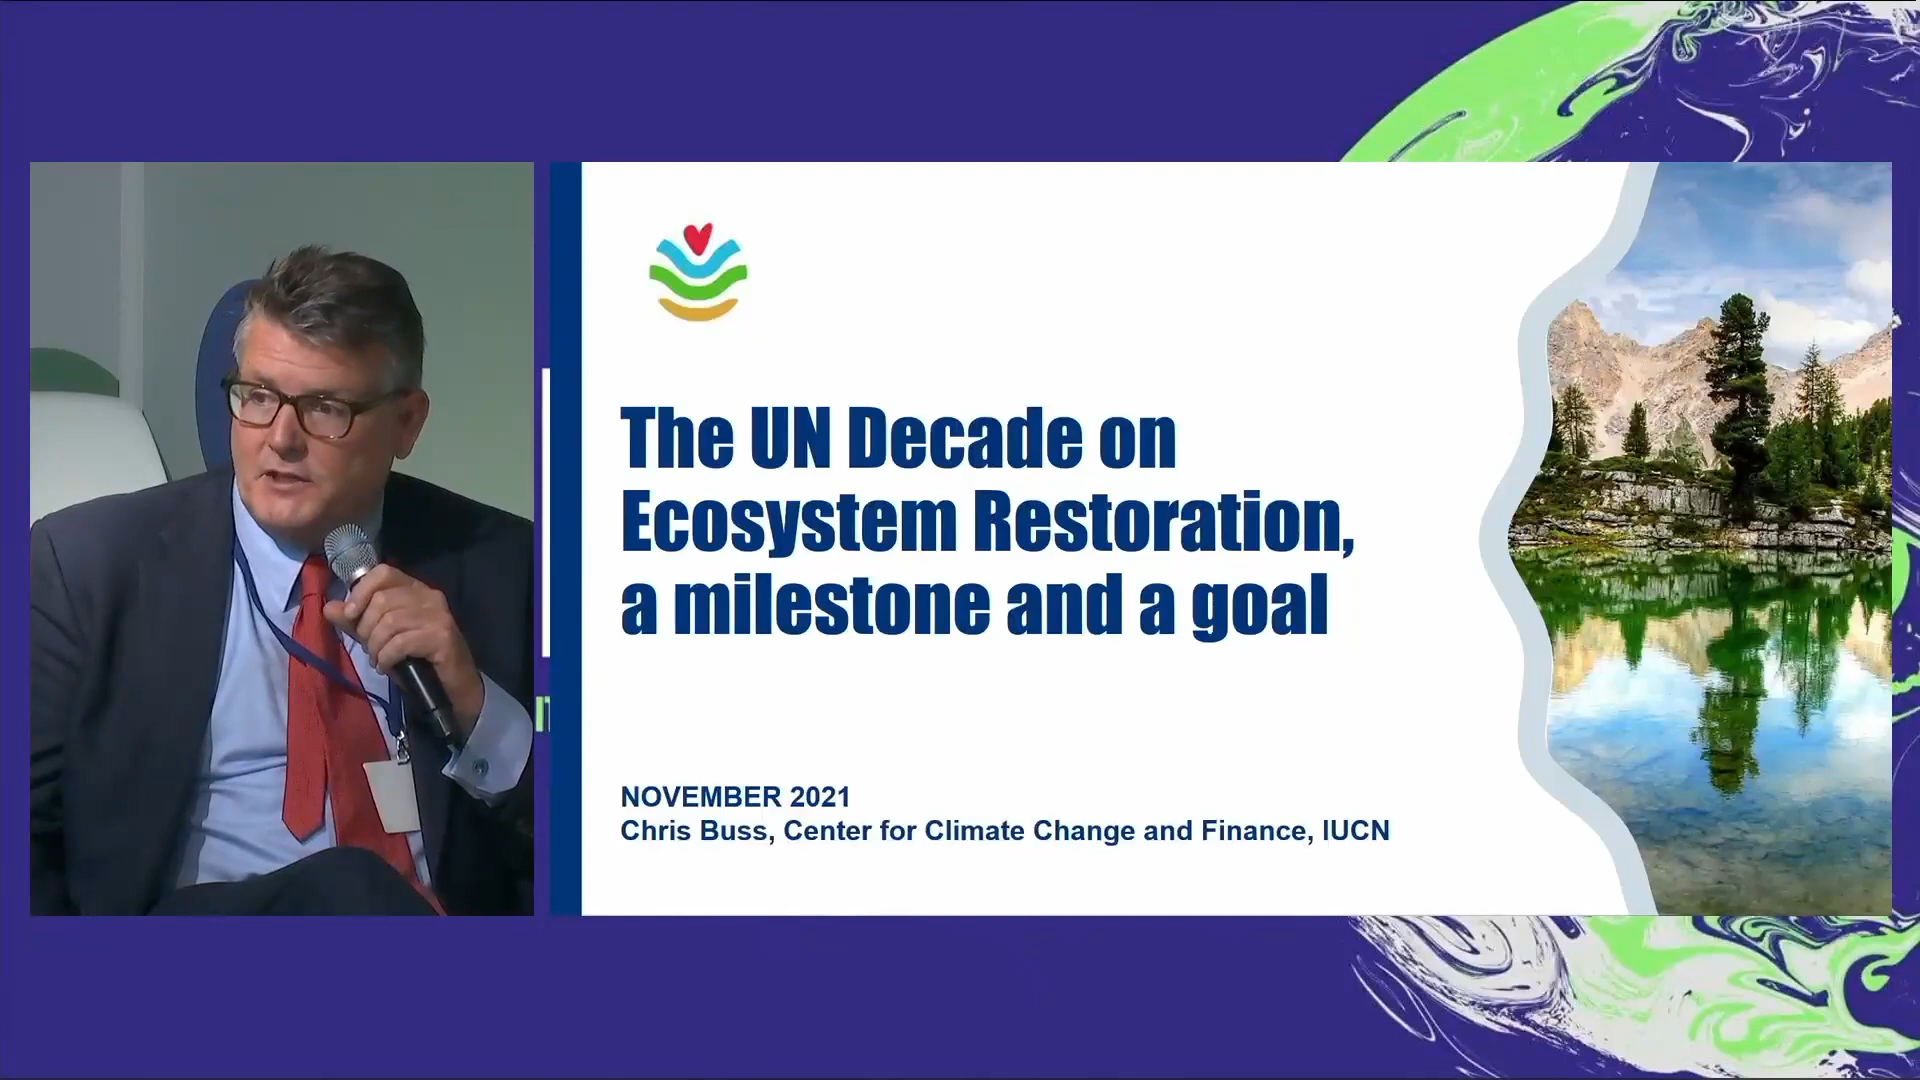 The UN Decade on
Ecosystem Restoration,
a milestone and a goal
NOVEMBER 2021
Chris Buss, Center for Climate Change and Finance, IUCN